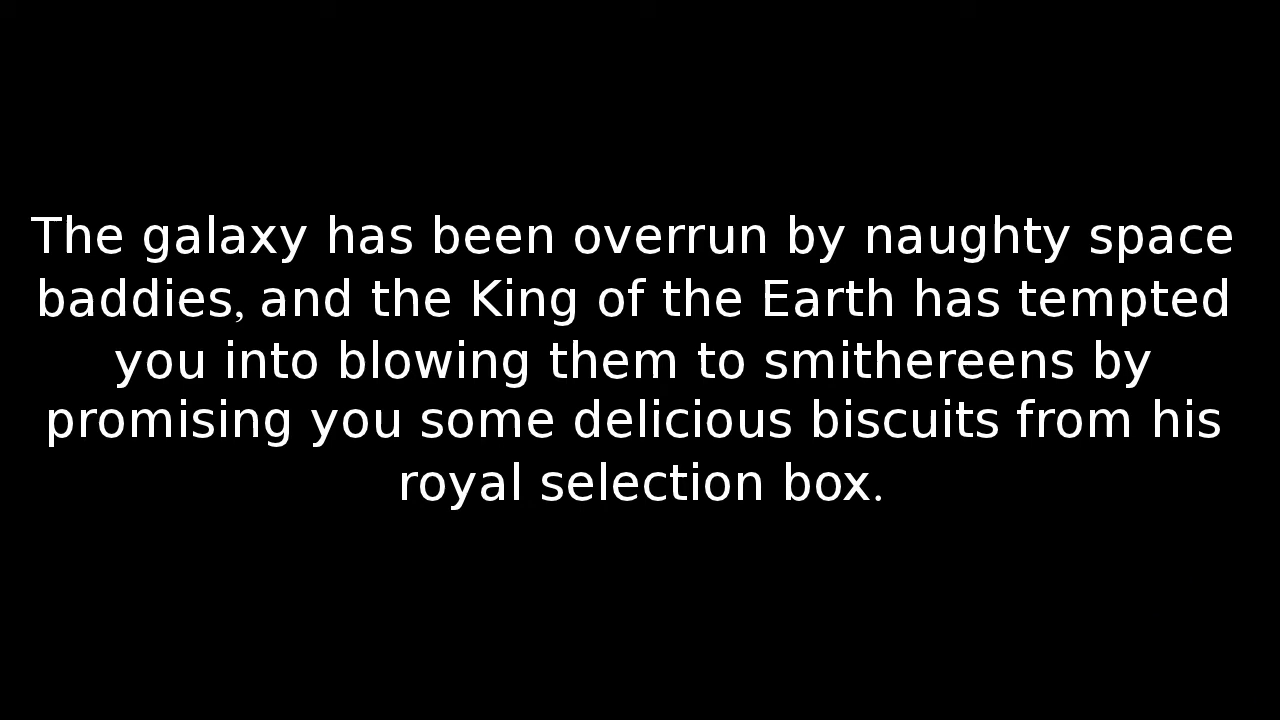 The galaxy has been overrun by naughty space
baddies, and the King of the Earth has tempted
you into blowing them to smithereens by
promising you some delicious biscuits from his
royal selection box.